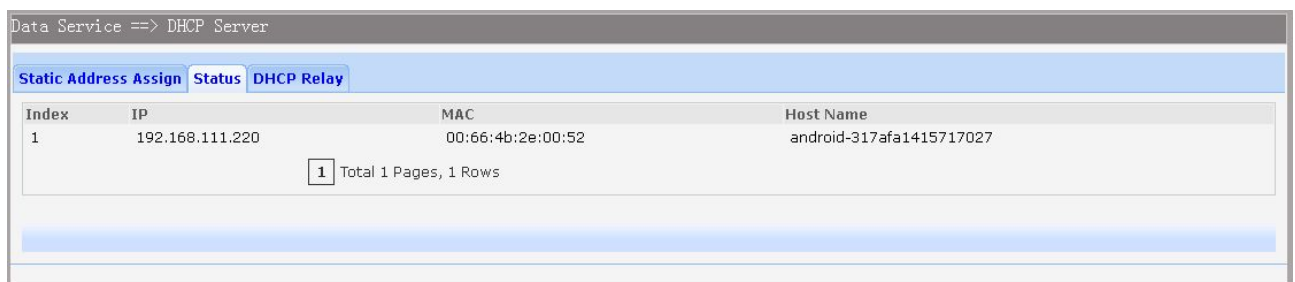 Data Service ==> DHCP Server
Static Address Assign Status DHCP Relay
Index IP MAC Host Name
1 192.168.111.220 00:66:4b:2e:00:52 android-317afa1415717027
1 Total 1 Pages, 1 Rows